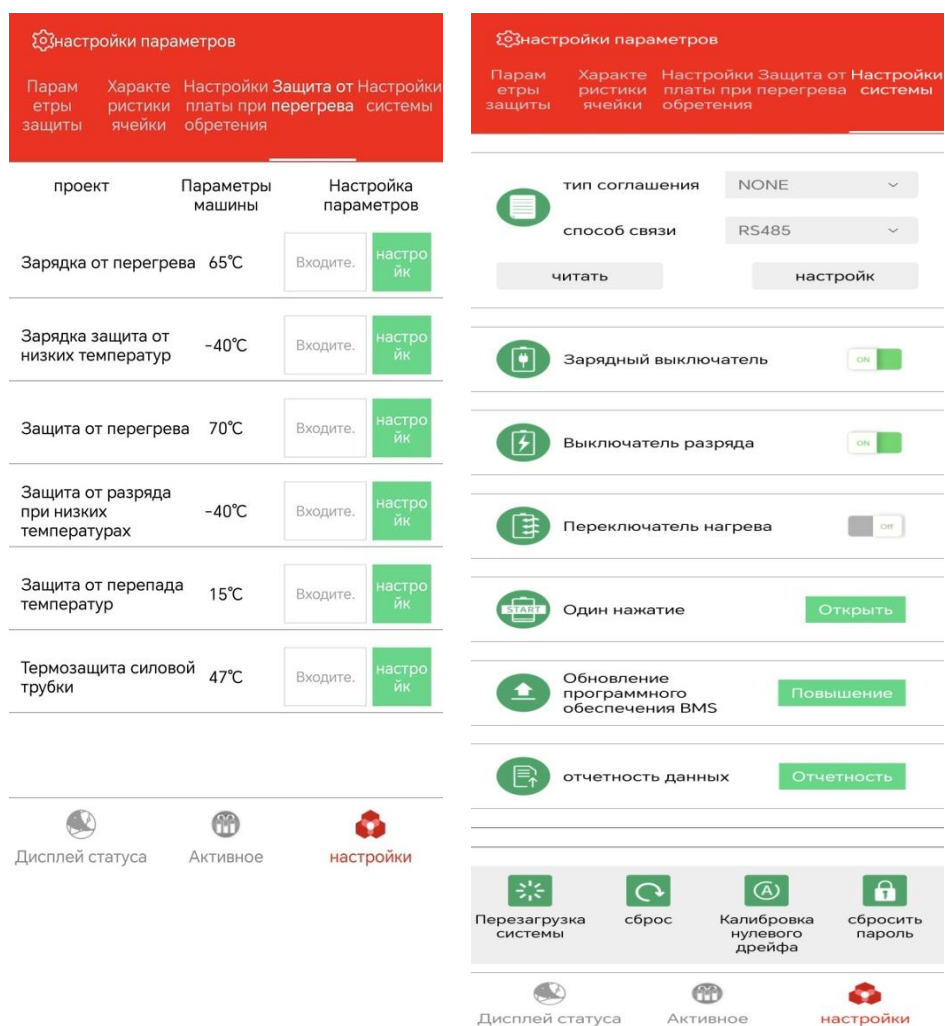 настройки параметров
Парам
етры
защиты
Характе
ристики
ячейки
Настройки
платы при
обретения
Защита от
перегрева
Настройки
системы
проект
Параметры
машины
Настройка
параметров
Зарядка от перегрева 65℃ Входите.
настро
йк
Зарядка защита от
низких температур
-40℃ Входите.
настро
йк
Защита от перегрева 70℃ Входите.
настро
йк
Защита от разряда
при низких
температурах
-40℃ Входите.
настро
йк
Защита от перепада
температур
15℃ Входите.
настро
йк
Термозащита силовой
трубки
47℃ Входите.
настро
йк
Дисплей статуса Активное настройки
настройки параметров
Парам
етры
защиты
Характе
ристики
ячейки
Настройки
платы при
обретения
Защита от
перегрева
Настройки
системы
тип соглашения NONE
способ связи RS485
читать настройк
Зарядный выключатель ON
Выключатель разряда ON
Переключатель нагрева Off
START Один нажатие Открыть
Обновление
программного
обеспечения BMS
Повышение
отчетность данных Отчетность
A
Перезагрузка
системы
сброс
Калибровка
нулевого
дрейфа
сбросить
пароль
Дисплей статуса Активное настройки